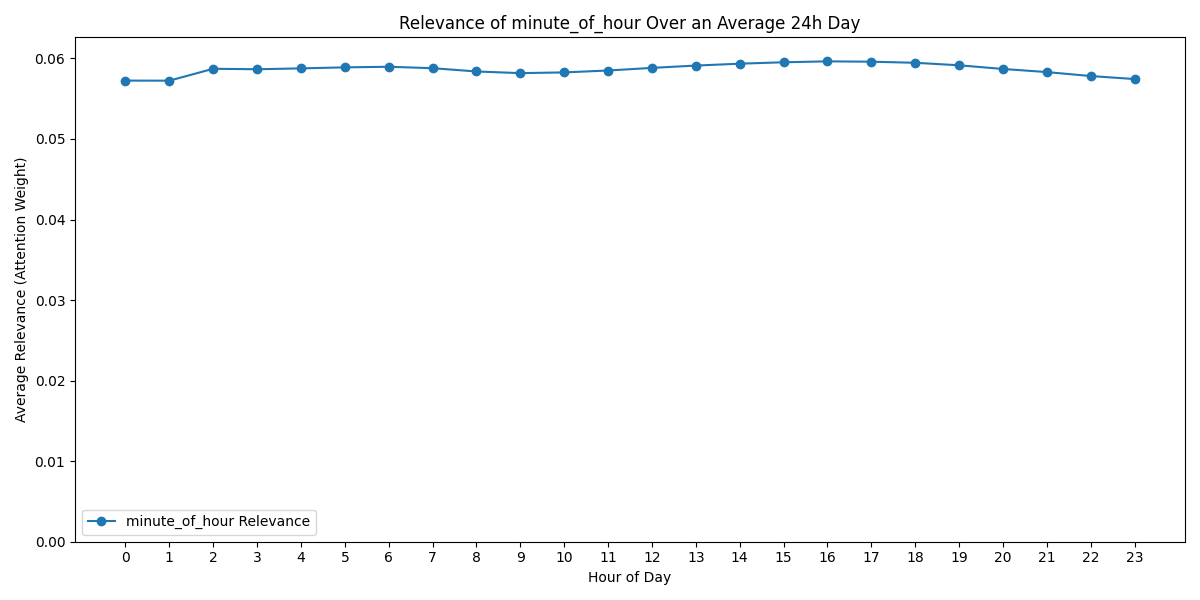 Relevance of minute_of_hour Over an Average 24h Day
Average Relevance (Attention Weight)
0.06
0.05
0.04
0.03
0.02
0.01
0.00
minute_of_hour Relevance
0 1 2 3 4 5 6 7 8 9 10 11 12 13 14 15 16 17 18 19 20 21 22 23
Hour of Day